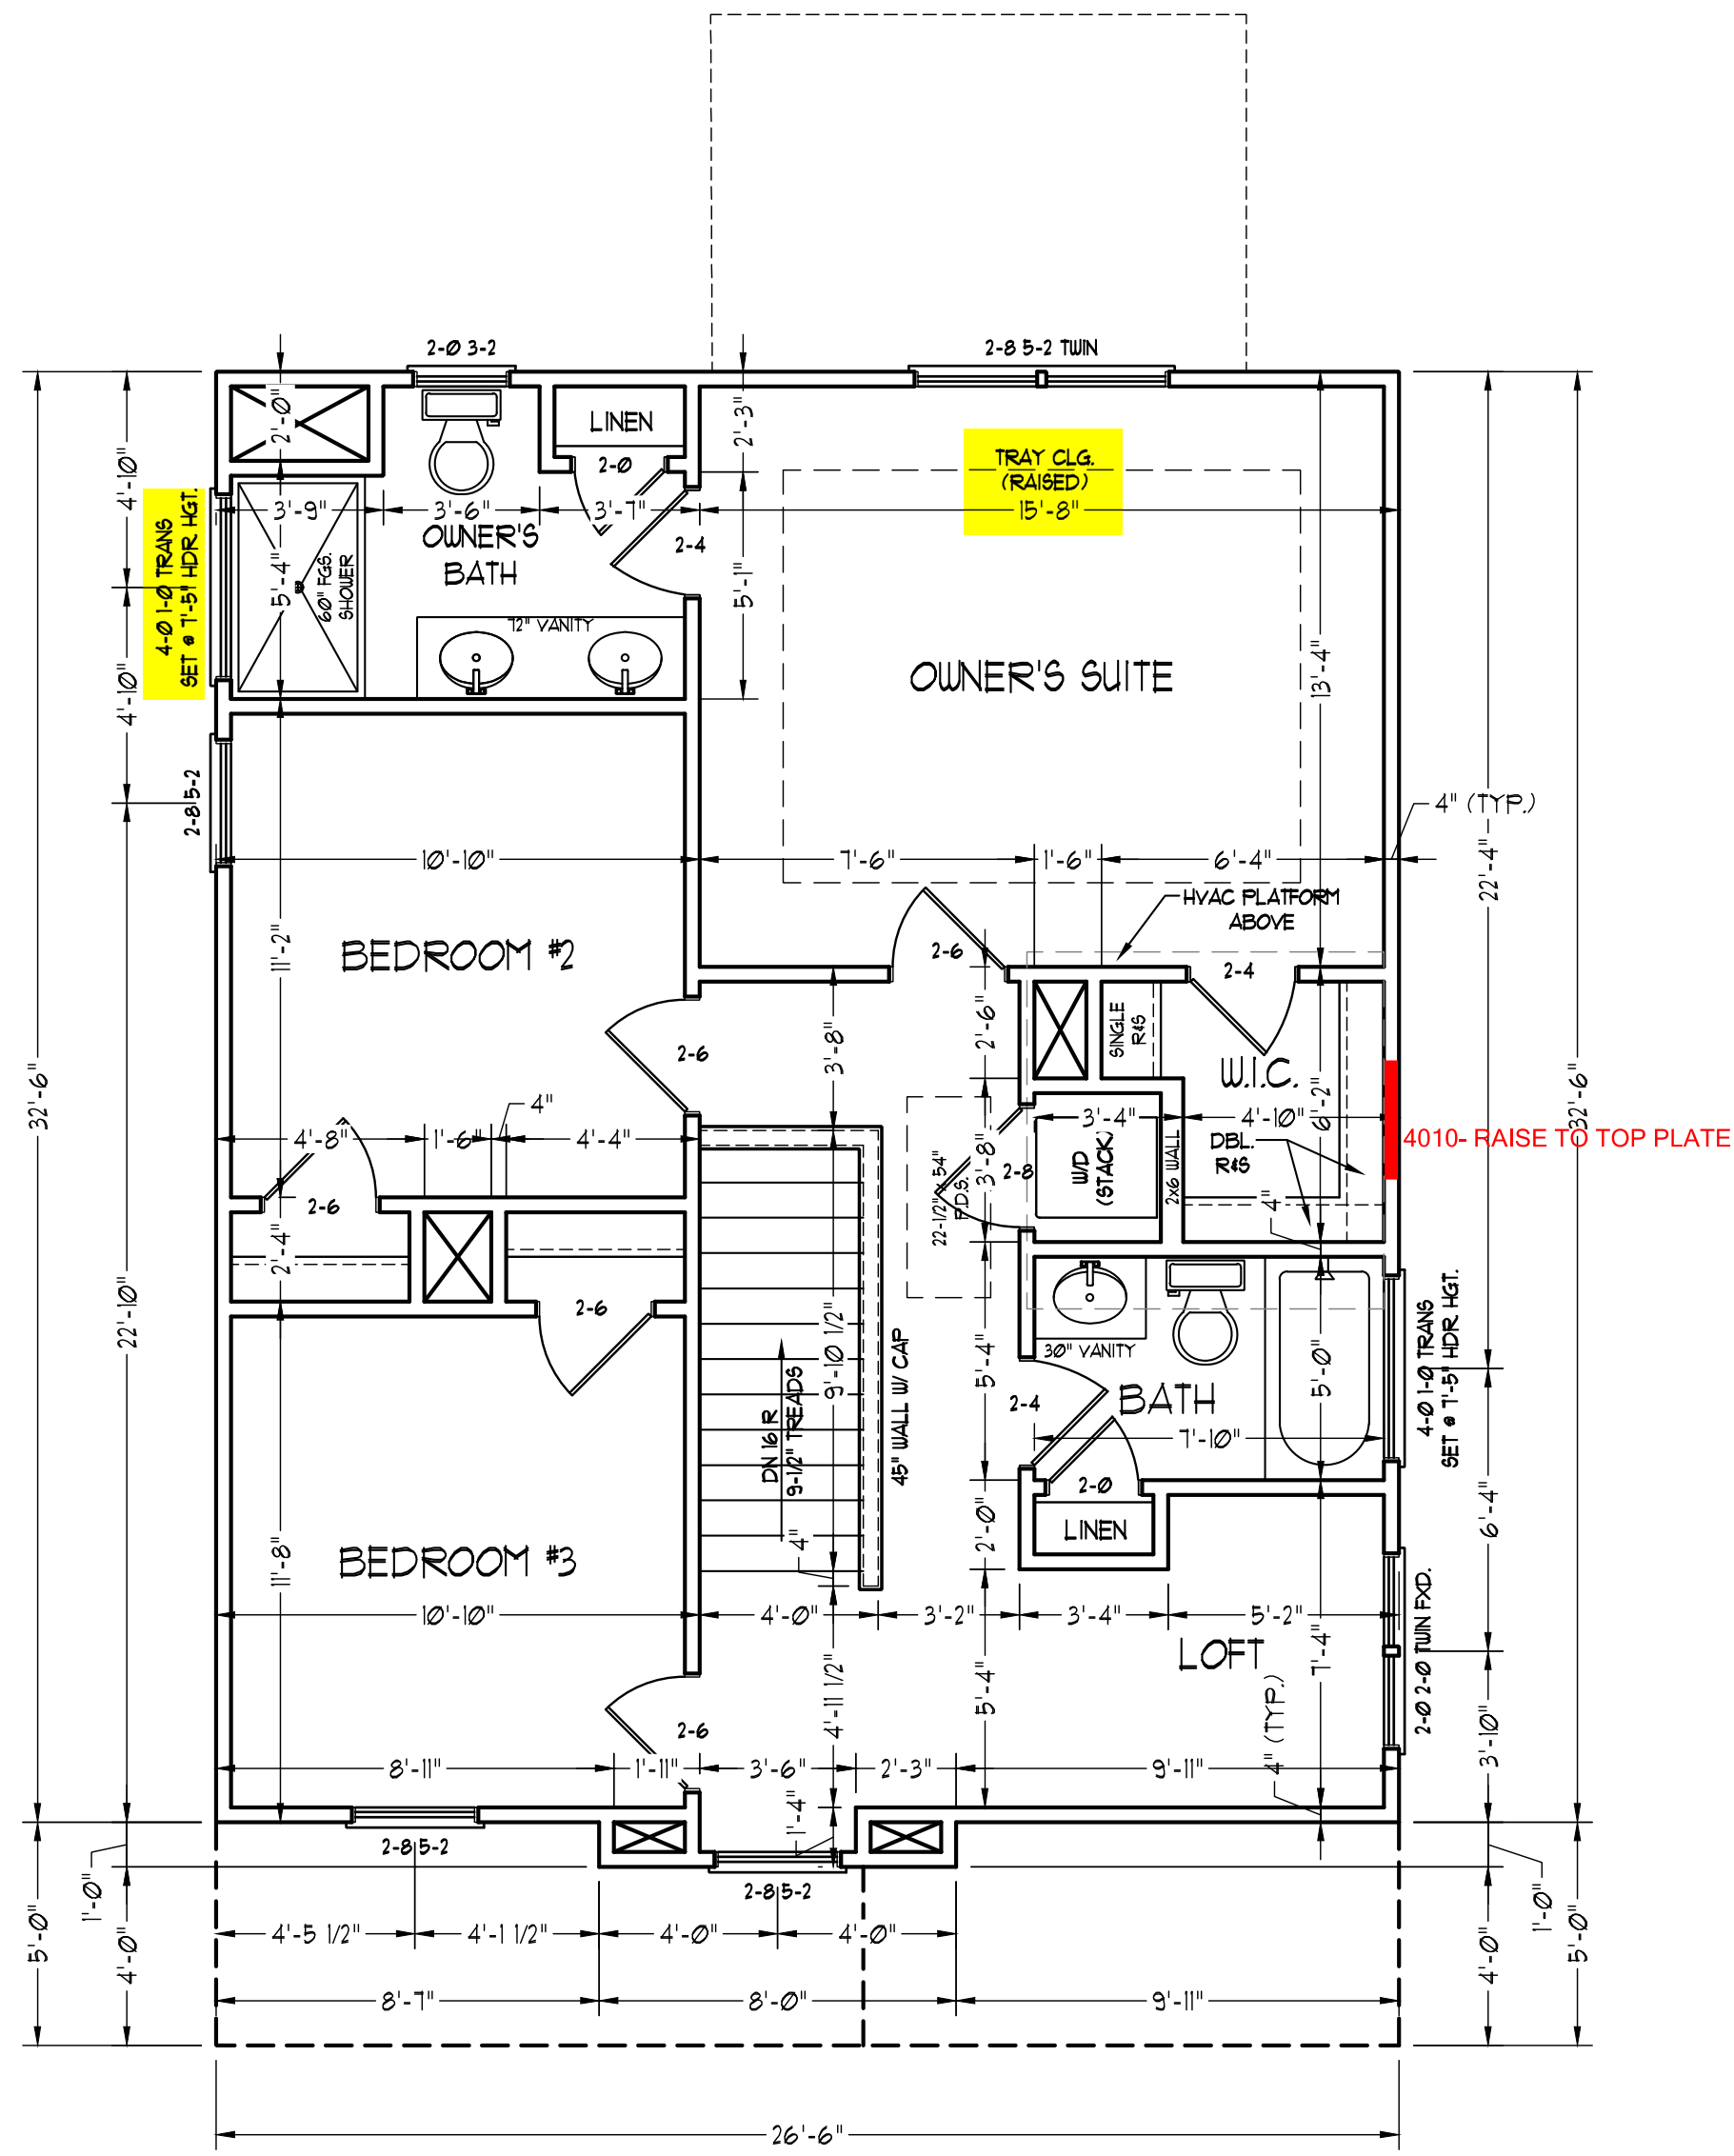 2-0 3-2
2-8 5-2 TWIN
2'-0"
LINEN
2'-3"
TRAY CLG.
(RAISED)
15'-8"
4'-10"
4-0 1-0 TRANS
SET @ 7'-5" HDR. HGT.
2-0
3'-9"
3'-6"
3'-7"
OWNER'S
BATH
2-4
5'-4"
60" FGS.
SHOWER
5'-1"
72" VANITY
4'-10"
OWNER'S SUITE
13'-4"
2-8 5-2
4" (TYP.)
10'-10"
7'-6"
1'-6"
6'-4"
22'-4"
HVAC PLATFORM
ABOVE
11'-2"
BEDROOM #2
2-6
2-4
2'-6"
SINGLE
R&S
3'-8"
2-6
W.I.C.
32'-6"
32'-6"
4"
3'-4"
4'-10"
6'-2"
4'-8"
1'-6"
4'-4"
4010- RAISE TO TOP PLATE
DBL.
R&S
3'-8"
2-8
W/D
(STACK)
2x6 WALL
22-1/2" x 54"
P.D.S.
4"
2-6
2'-4"
2-6
22'-10"
9'-10 1/2"
45" WALL W/ CAP
5'-4"
30" VANITY
5'-0"
4-0 1-0 TRANS
SET @ 7'-5" HDR. HGT.
DN 16 R
9-1/2" TREADS
2-4
BATH
7'-10"
2-0
LINEN
4"
2'-0"
6'-4"
11'-8"
BEDROOM #3
10'-10"
4'-0"
3'-2"
3'-4"
5'-2"
2-0 2-0 TWIN FXD.
LOFT
7'-4"
4'-11 1/2"
5'-4"
4" (TYP.)
2-6
3'-10"
8'-11"
1'-11"
3'-6"
2'-3"
9'-11"
1'-4"
2-8 5-2
2-8 5-2
1'-0"
1'-0"
5'-0"
4'-0"
4'-5 1/2"
4'-1 1/2"
4'-0"
4'-0"
4'-0"
5'-0"
8'-7"
8'-0"
9'-11"
26'-6"